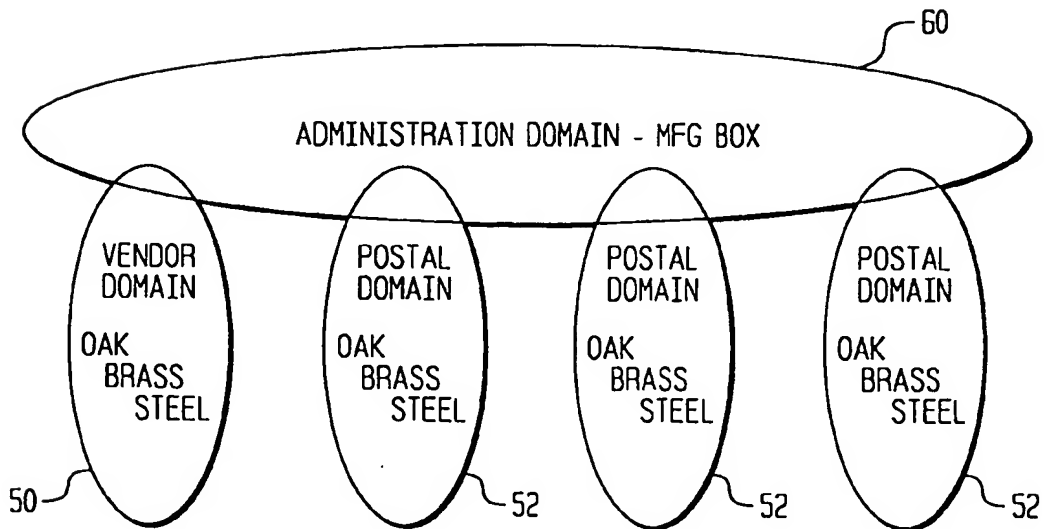 60
ADMINISTRATION DOMAIN - MFG BOX
VENDOR
DOMAIN
OAK
BRASS
STEEL
50
POSTAL
DOMAIN
OAK
BRASS
STEEL
52
POSTAL
DOMAIN
OAK
BRASS
STEEL
52
POSTAL
DOMAIN
OAK
BRASS
STEEL
52